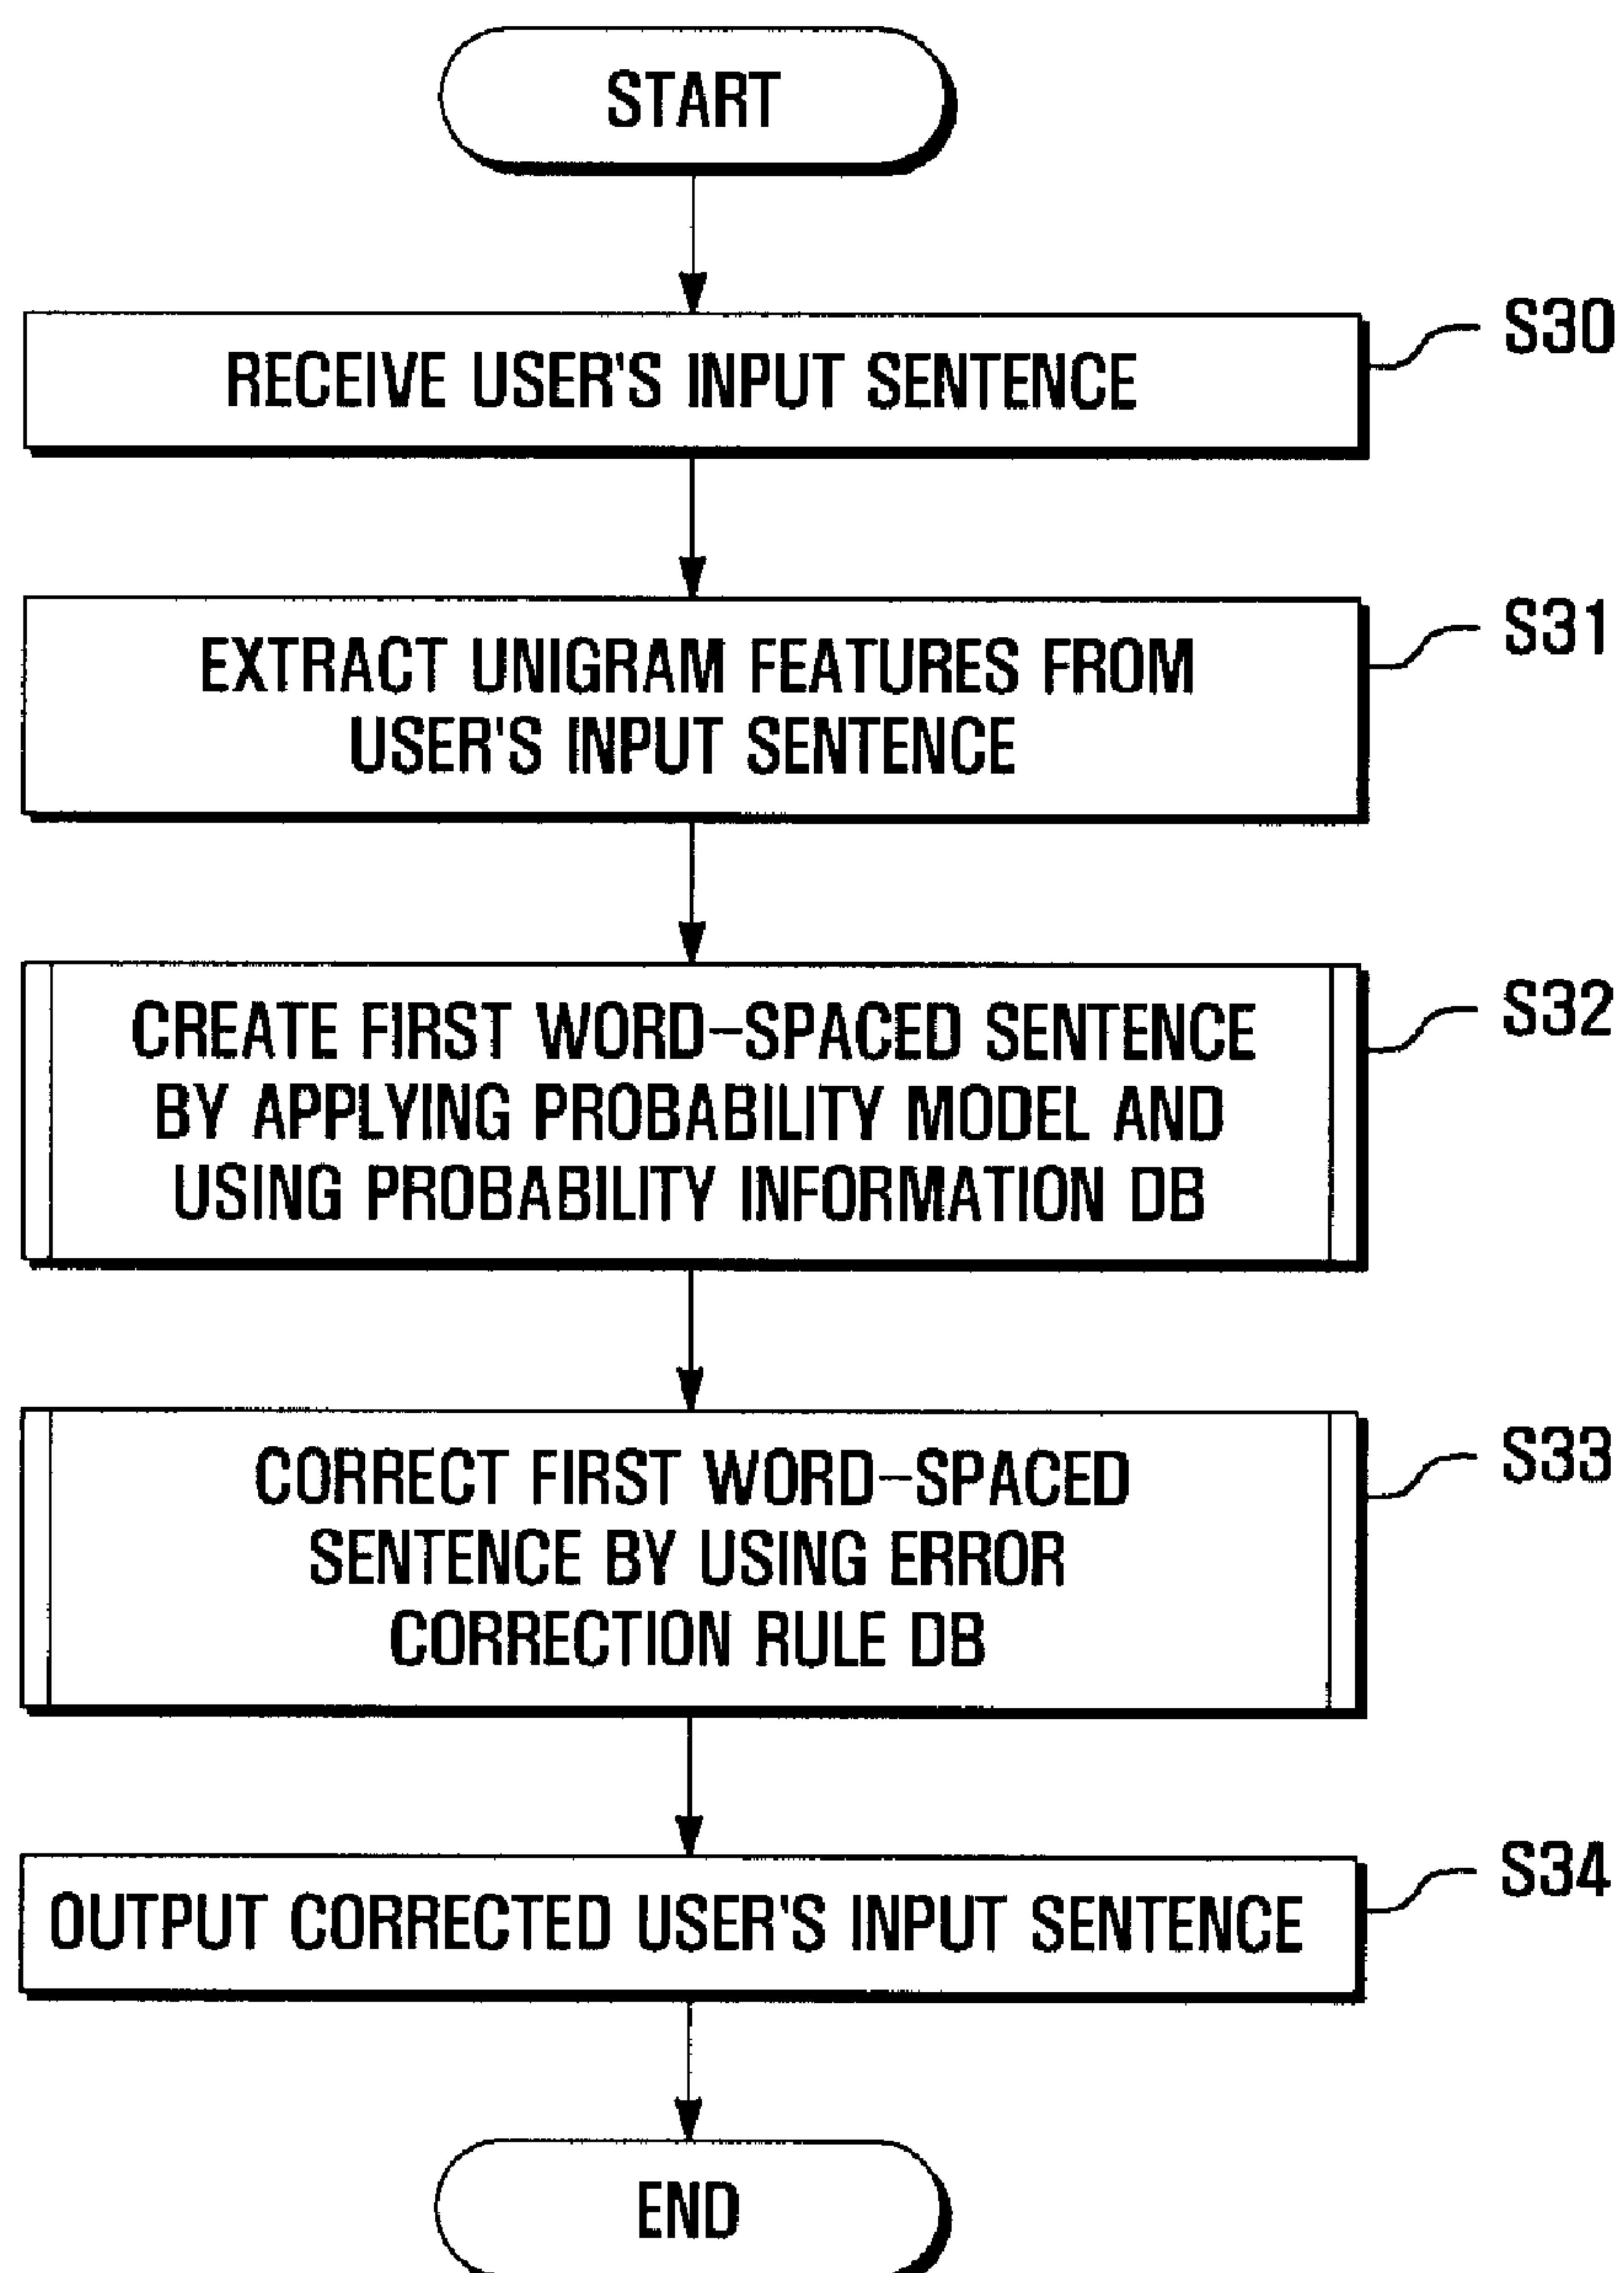 START
RECEIVE USER'S INPUT SENTENCE
S30
EXTRACT UNIGRAM FEATURES FROM
USER'S INPUT SENTENCE
S31
CREATE FIRST WORD-SPACED SENTENCE
BY APPLYING PROBABILITY MODEL AND
USING PROBABILITY INFORMATION DB
S32
CORRECT FIRST WORD-SPACED
SENTENCE BY USING ERROR
CORRECTION RULE DB
S33
OUTPUT CORRECTED USER'S INPUT SENTENCE
S34
END